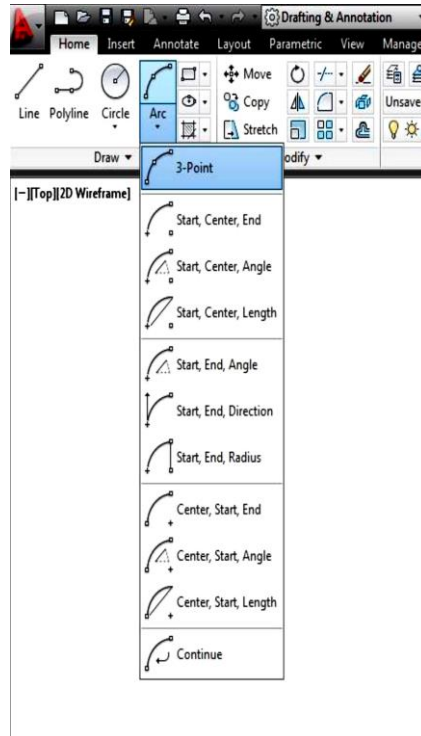 Drafting & Annotation
Home Insert Annotate Layout Parametric View Manage
Move
Copy
Line Polyline Circle Arc Unsave
Stretch
Draw odify
3-Point
[−][Top][2D Wireframe]
Start, Center, End
Start, Center, Angle
Start, Center, Length
Start, End, Angle
Start, End, Direction
Start, End, Radius
Center, Start, End
Center, Start, Angle
Center, Start, Length
Continue